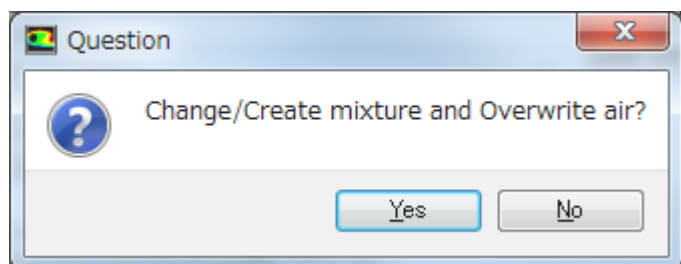 Question
Change/Create mixture and Overwrite air?
Yes
No